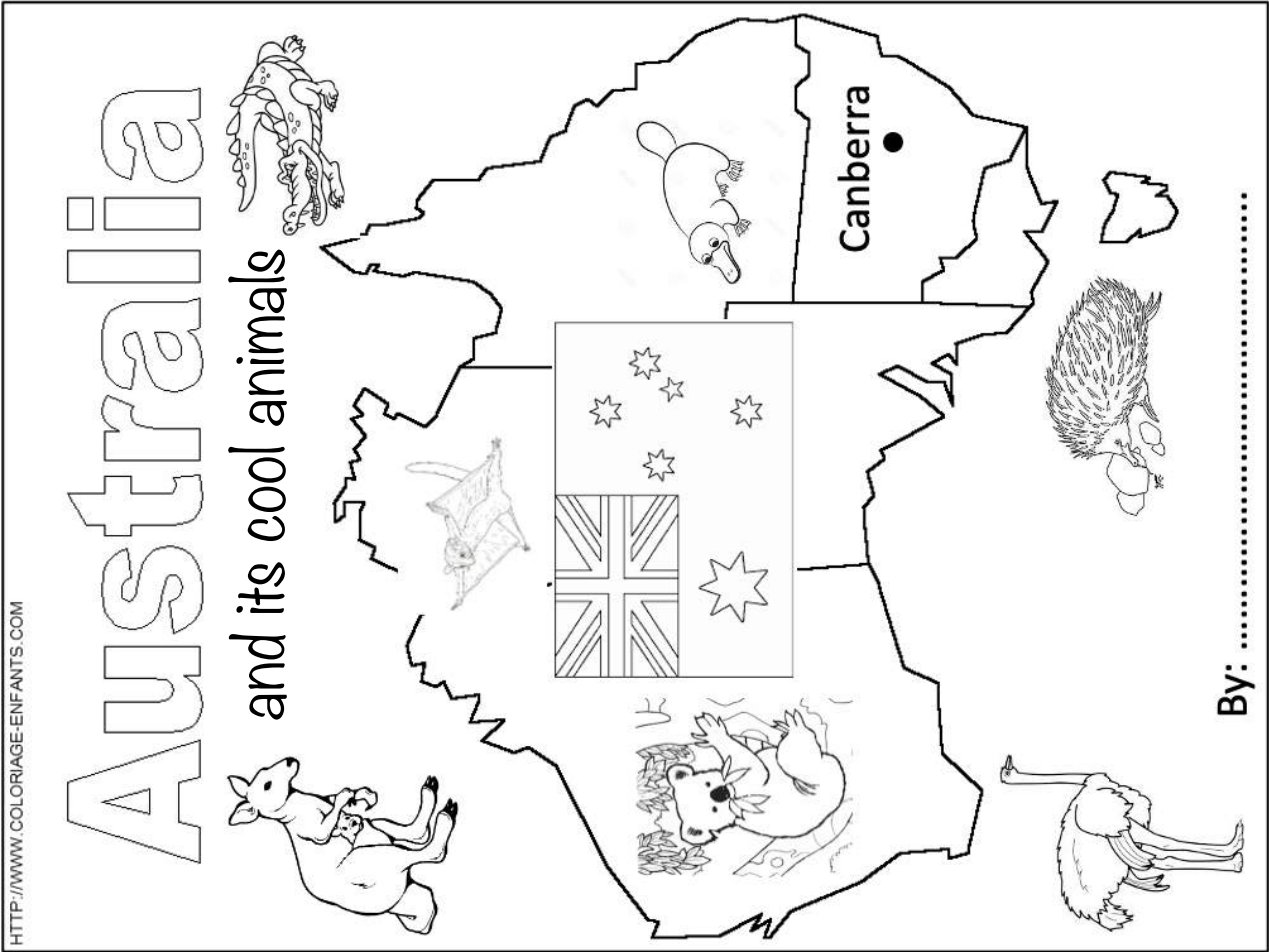 HTTP://WWW.COLORIAGE-ENFANTS.COM
Australia
and its cool animals
Canberra
By: ................................................